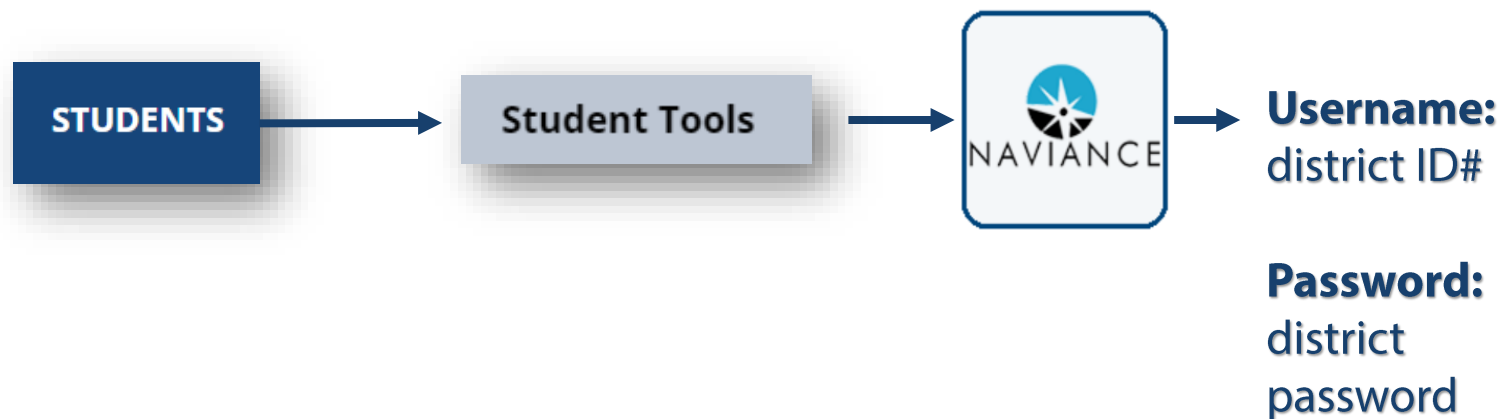 STUDENTS
Student Tools
NAVIANCE
Username:
district ID#
Password:
district
password